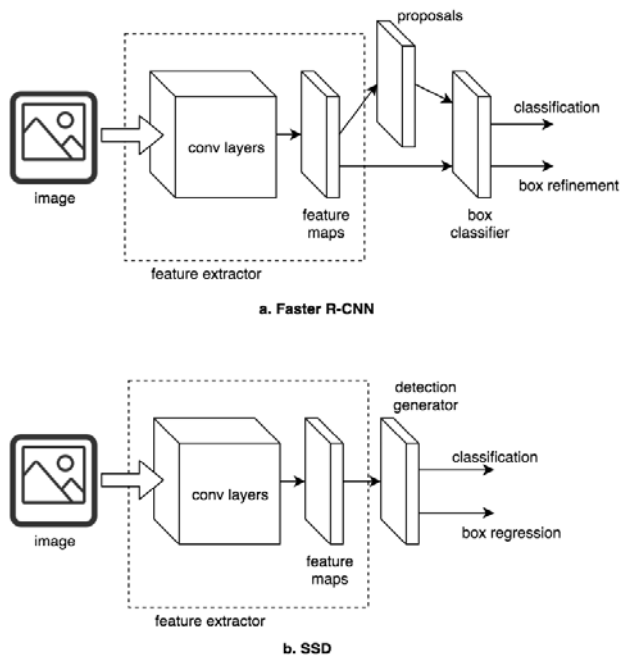 proposals
conv layers
classification
box refinement
image
feature
maps
box
classifier
feature extractor
a. Faster R-CNN
detection
generator
conv layers
classification
box regression
image
feature
maps
feature extractor
b. SSD